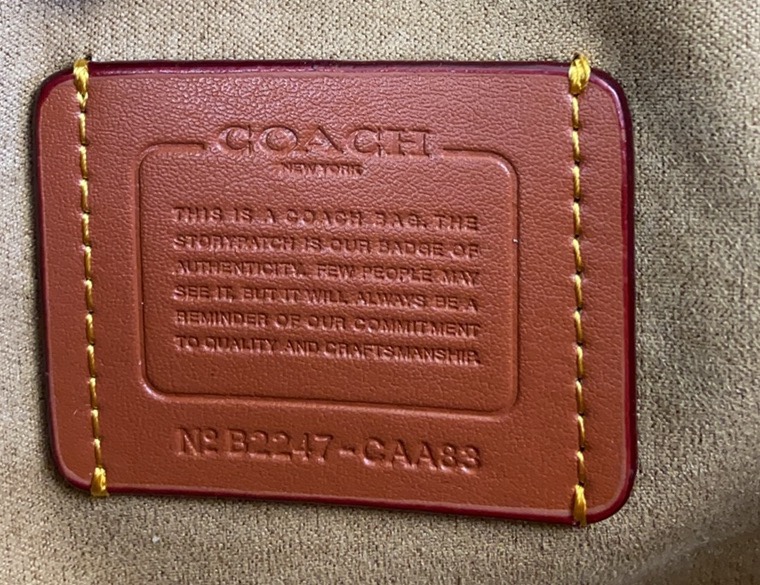 COACH
NEW YORK
THIS IS A COACH BAG. THE
STORYPATCH IS OUR BADGE OF
AUTHENTICITY. FEW PEOPLE MAY
SEE IT, BUT IT WILL ALWAYS BE A
REMINDER OF OUR COMMITMENT
TO QUALITY AND CRAFTSMANSHIP.
Nº B2247-CAA83